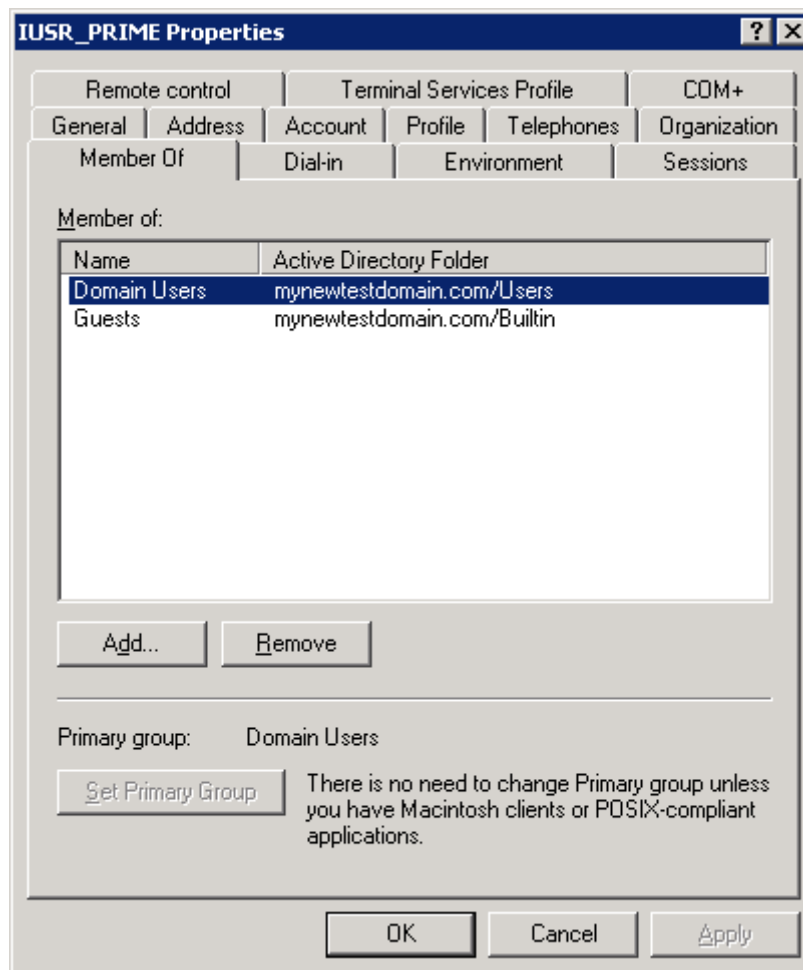 IUSR_PRIME Properties
Remote control Terminal Services Profile COM+
General Address Account Profile Telephones Organization
Member Of Dial-in Environment Sessions
Member of:
Name Active Directory Folder
Domain Users mynewtestdomain.com/Users
Guests mynewtestdomain.com/Builtin
Add... Remove
Primary group: Domain Users
Set Primary Group
There is no need to change Primary group unless
you have Macintosh clients or POSIX-compliant
applications.
OK Cancel Apply